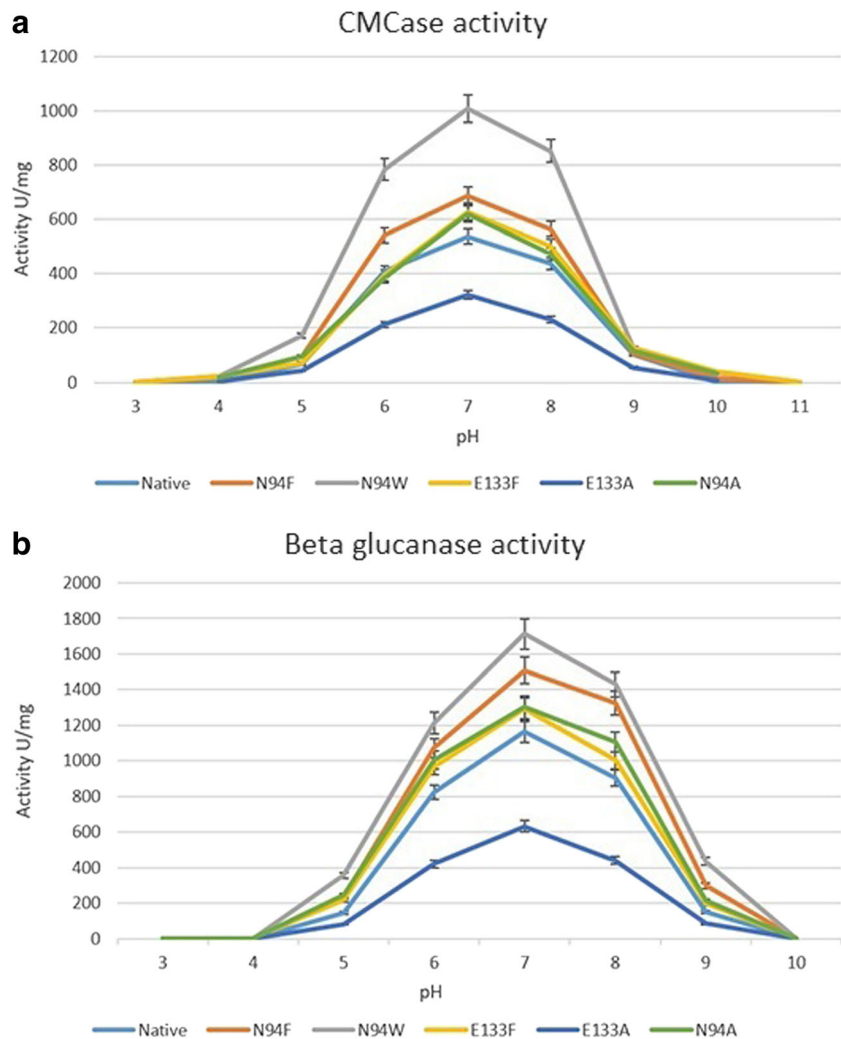 a
CMCase activity
Activity U/mg
1200
1000
800
600
400
200
0
3 4 5 6 7 8 9 10 11
pH
Native N94F N94W E133F E133A N94A
b
Beta glucanase activity
Activity U/mg
2000
1800
1600
1400
1200
1000
800
600
400
200
0
3 4 5 6 7 8 9 10
pH
Native N94F N94W E133F E133A N94A